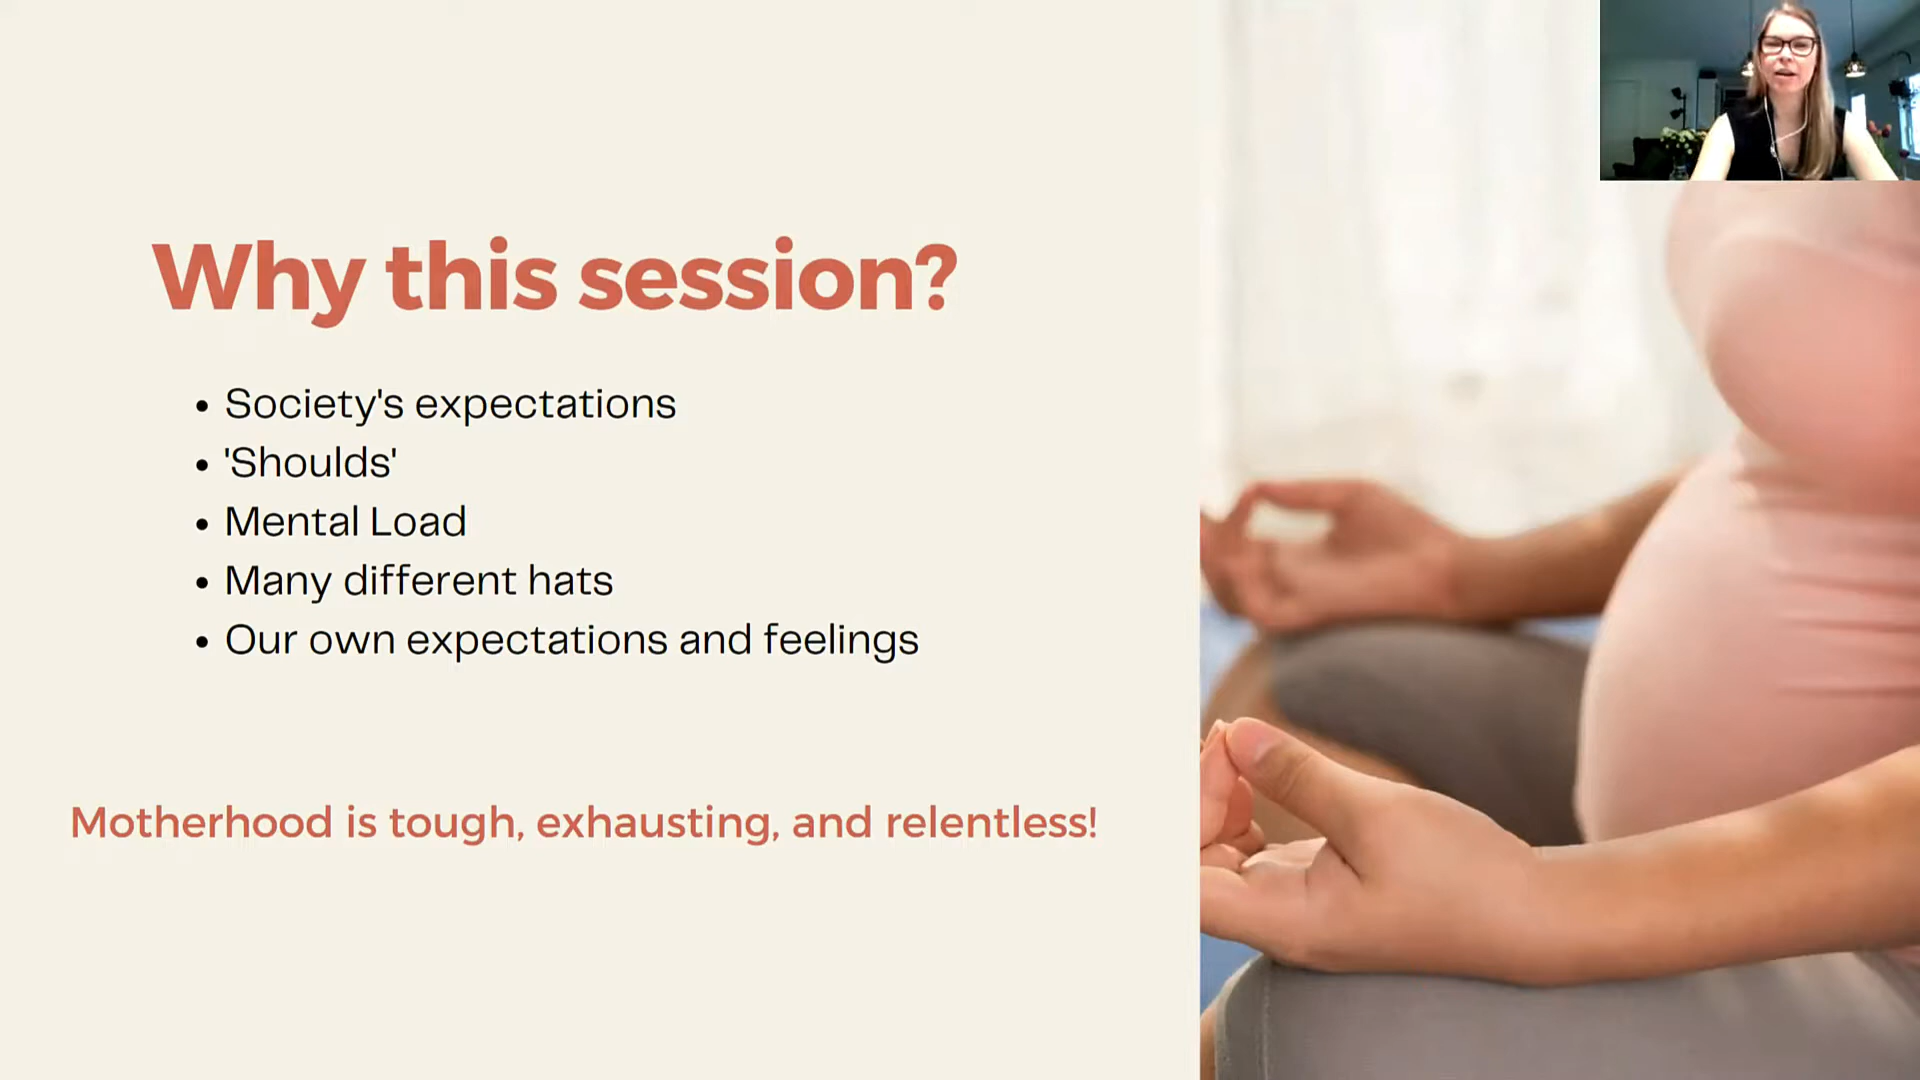 Why this session?
• Society's expectations
• 'Shoulds'
• Mental Load
• Many different hats
• Our own expectations and feelings
Motherhood is tough, exhausting, and relentless!